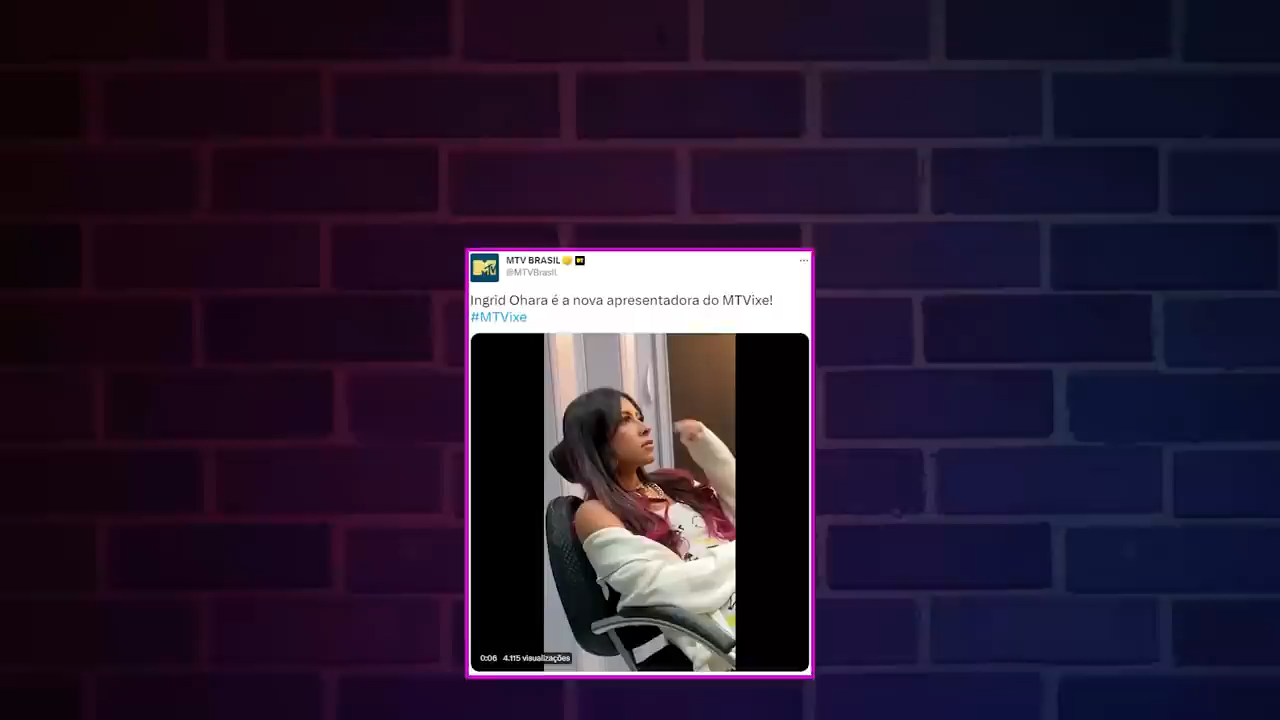 MTV BRASIL
@MTVBrasil
Ingrid Ohara é a nova apresentadora do MTVixe!
#MTVixe
0:06 4.115 visualizações